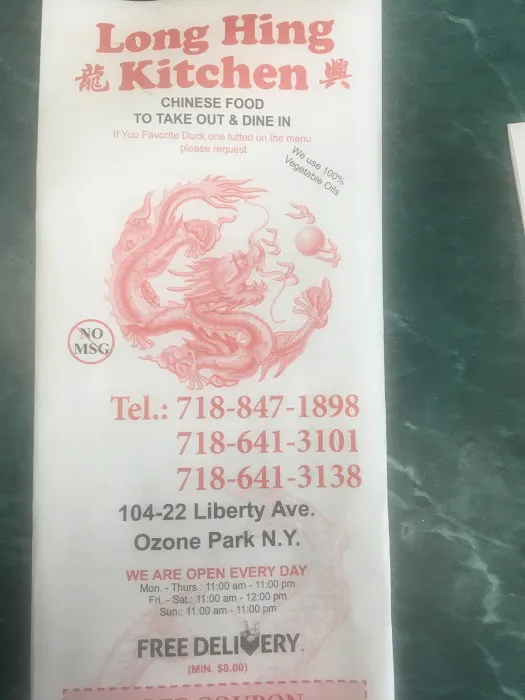 Long Hing
龍 Kitchen 興
CHINESE FOOD
TO TAKE OUT & DINE IN
If You Favorite Duck one tutted on the menu
please request
We use 100%
Vegetable Oils
NO
MSG
Tel.: 718-847-1898
718-641-3101
718-641-3138
104-22 Liberty Ave.
Ozone Park N.Y.
WE ARE OPEN EVERY DAY
Mon. - Thurs.: 11:00 am - 11:00 pm
Fri. - Sat.: 11:00 am - 12:00 pm
Sun.: 11:00 am - 11:00 pm
FREE DELIVERY
(MIN. $8.00)
COUPON